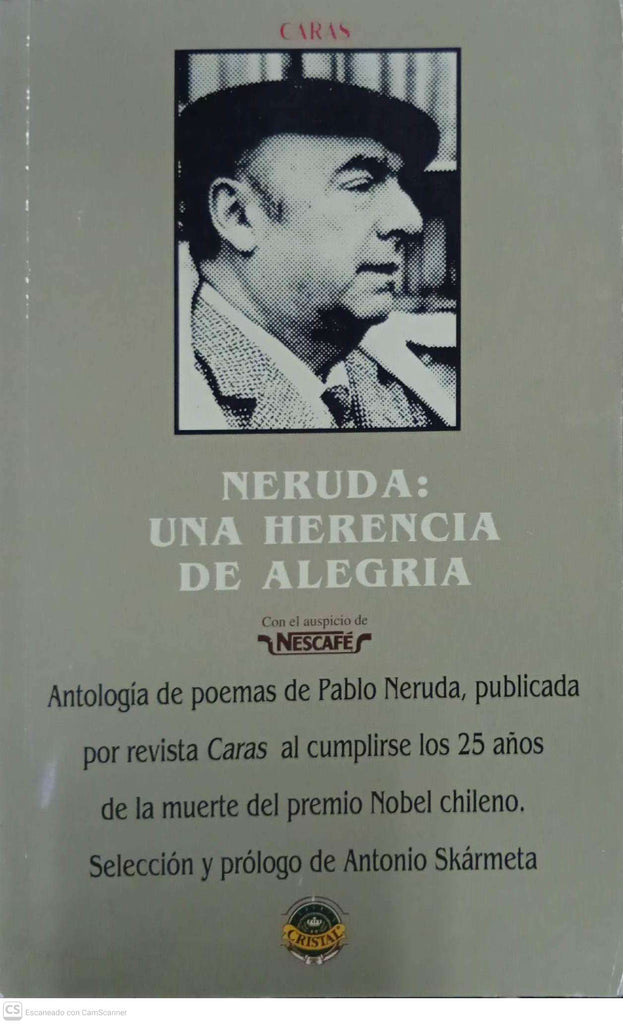 CARAS
NERUDA:
UNA HERENCIA
DE ALEGRIA
Con el auspicio de
NESCAFÉ
Antología de poemas de Pablo Neruda, publicada
por revista Caras al cumplirse los 25 años
de la muerte del premio Nobel chileno.
Selección y prólogo de Antonio Skármeta
CRISTAL
CS Escaneado con CamScanner